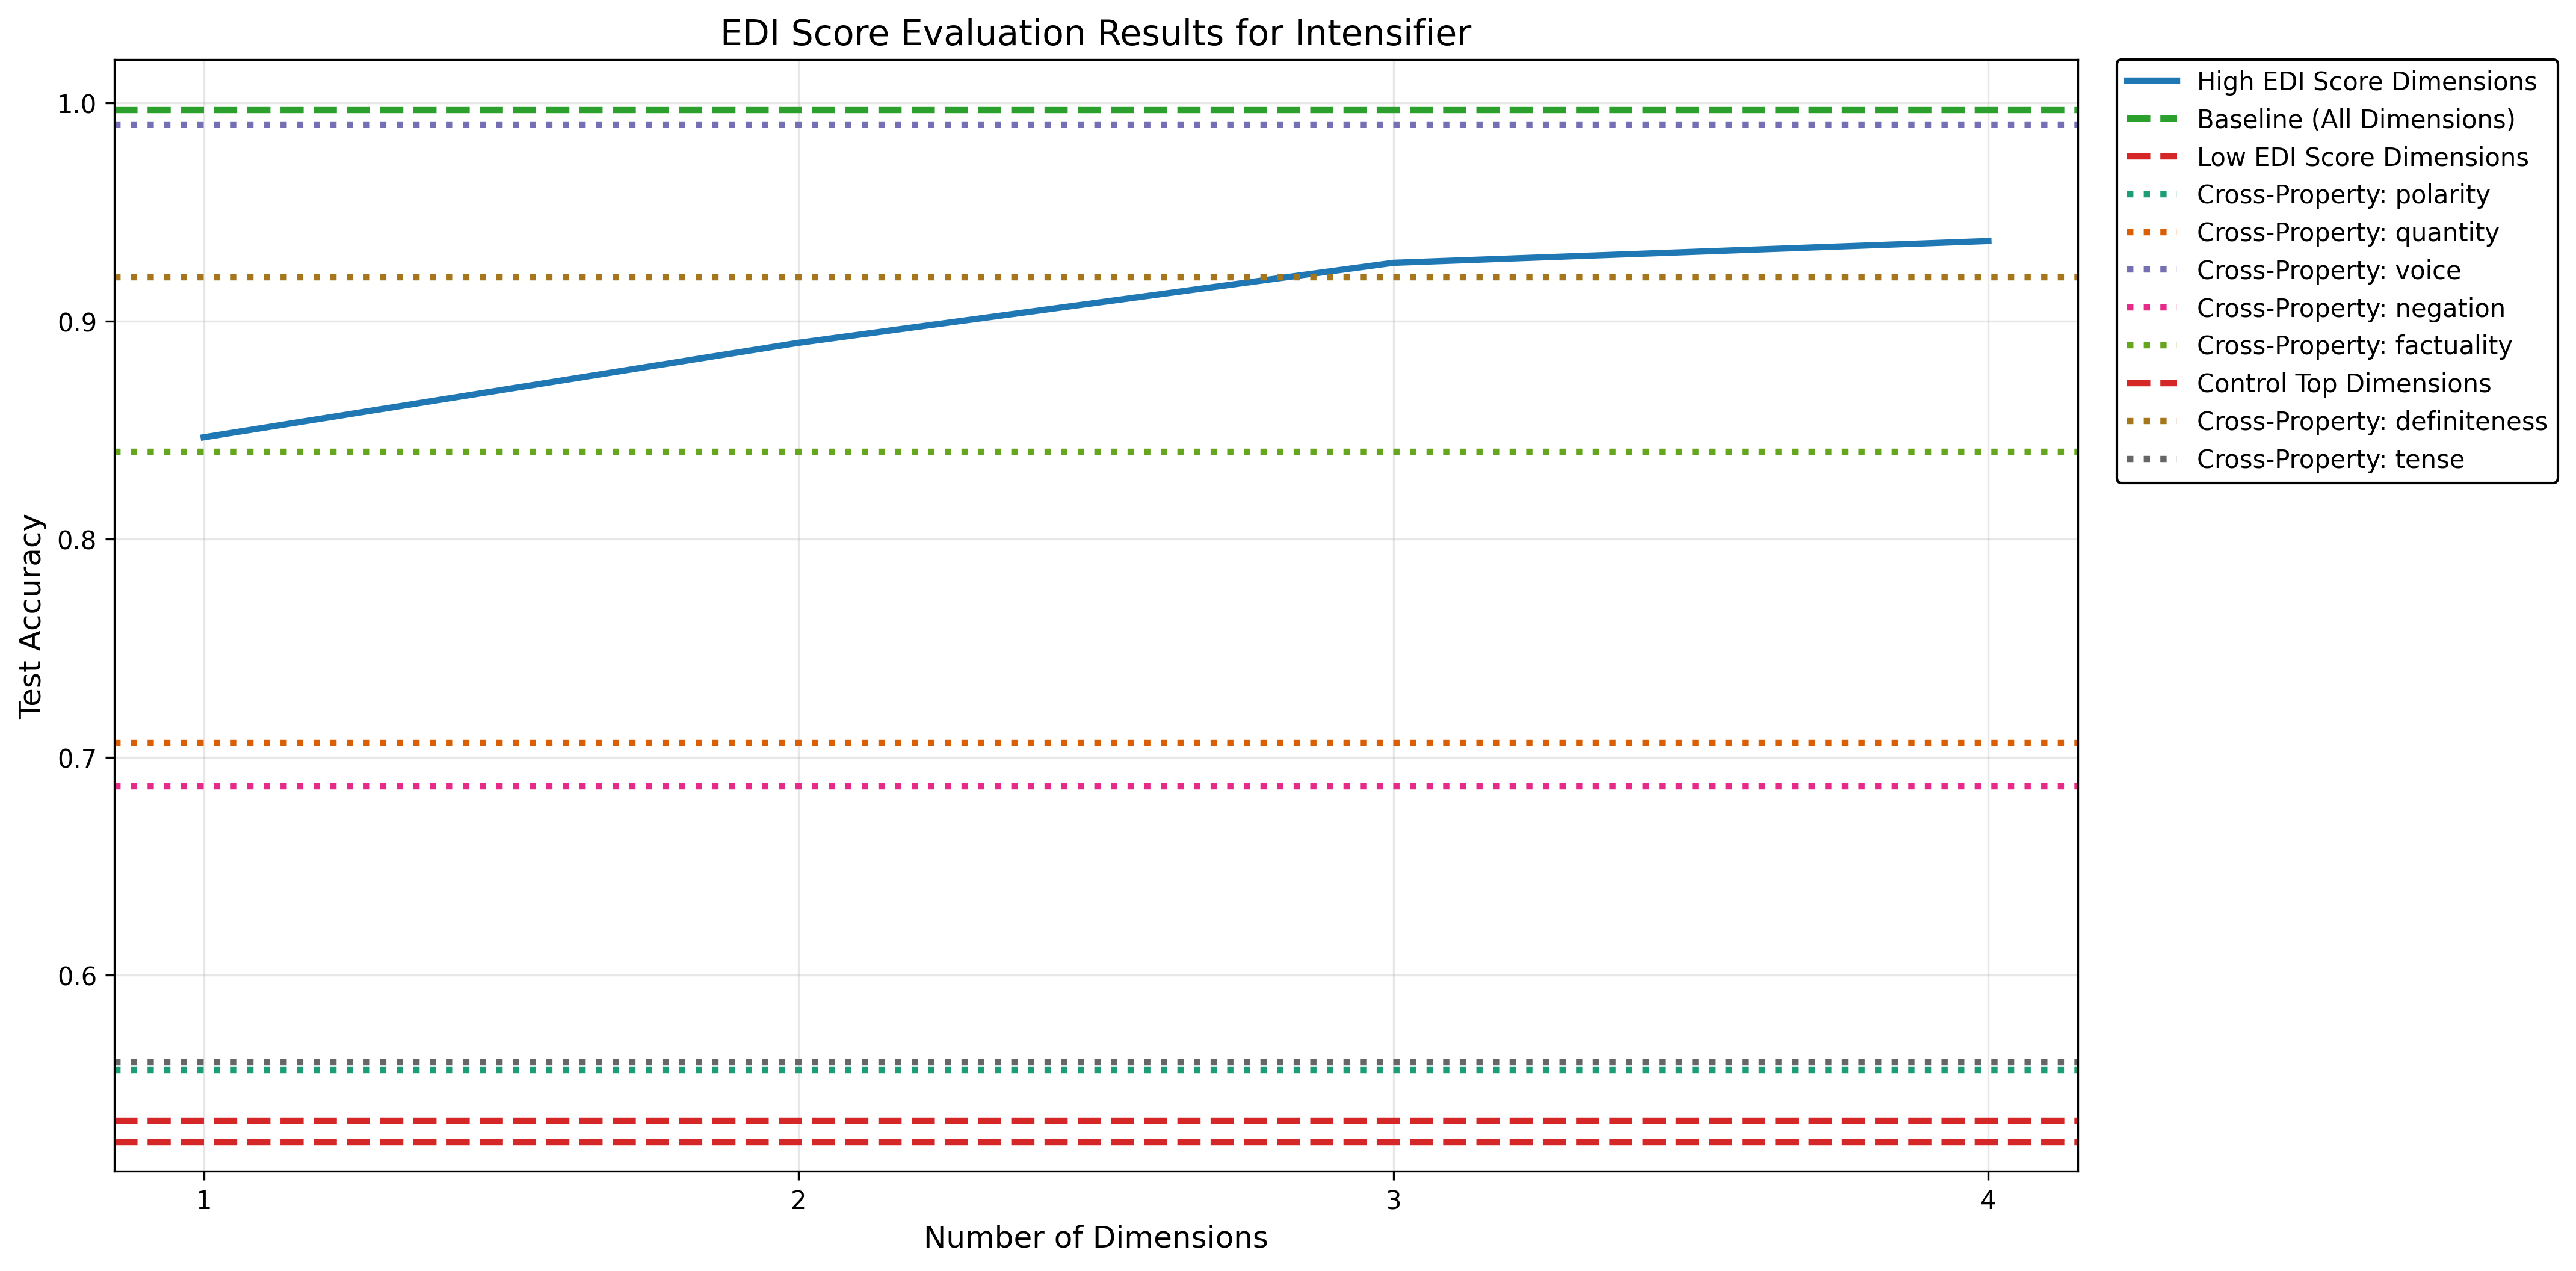 EDI Score Evaluation Results for Intensifier
1.0
0.9
0.8
0.7
0.6
Test Accuracy
1
2
3
4
Number of Dimensions
High EDI Score Dimensions
Baseline (All Dimensions)
Low EDI Score Dimensions
Cross-Property: polarity
Cross-Property: quantity
Cross-Property: voice
Cross-Property: negation
Cross-Property: factuality
Control Top Dimensions
Cross-Property: definiteness
Cross-Property: tense